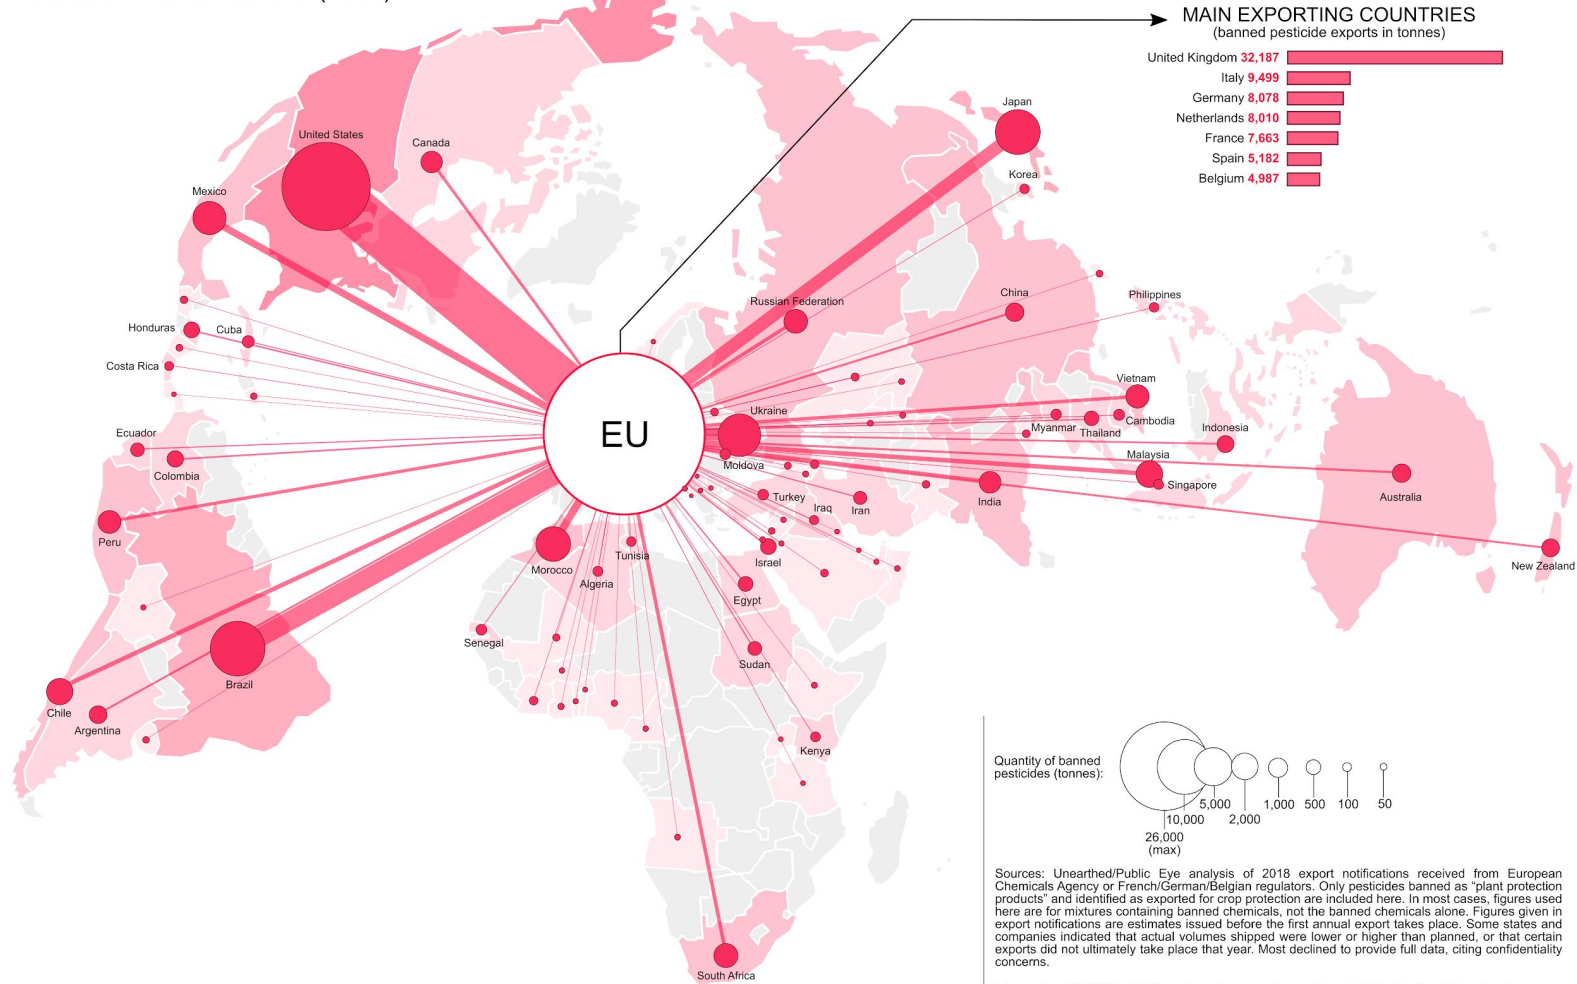 MAIN EXPORTING COUNTRIES
(banned pesticide exports in tonnes)
United Kingdom 32,187
Italy 9,499
Germany 8,078
Netherlands 8,010
France 7,663
Spain 5,182
Belgium 4,987
Japan
United States
Canada
Korea
Mexico
China
Philippines
Russian Federation
Honduras
Cuba
Costa Rica
Vietnam
Ukraine
Cambodia
Myanmar
Thailand
Indonesia
EU
Ecuador
Colombia
Moldova
Malaysia
Singapore
Turkey
Iraq
Iran
India
Australia
Peru
Morocco
Tunisia
Algeria
Israel
New Zealand
Egypt
Senegal
Sudan
Brazil
Chile
Argentina
Kenya
South Africa
Quantity of banned
pesticides (tonnes):
26,000
(max)
10,000
5,000
2,000
1,000
500
100
50
Sources: Unearthed/Public Eye analysis of 2018 export notifications received from European
Chemicals Agency or French/German/Belgian regulators. Only pesticides banned as “plant protection
products” and identified as exported for crop protection are included here. In most cases, figures used
here are for mixtures containing banned chemicals, not the banned chemicals alone. Figures given in
export notifications are estimates issued before the first annual export takes place. Some states and
companies indicated that actual volumes shipped were lower or higher than planned, or that certain
exports did not ultimately take place that year. Most declined to provide full data, citing confidentiality
concerns.